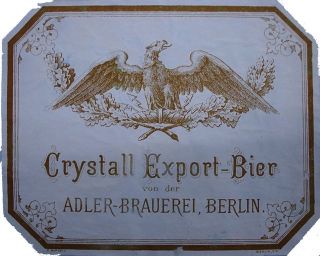 Crystall Export-Bier
von der
ADLER-BRAUEREI, BERLIN.